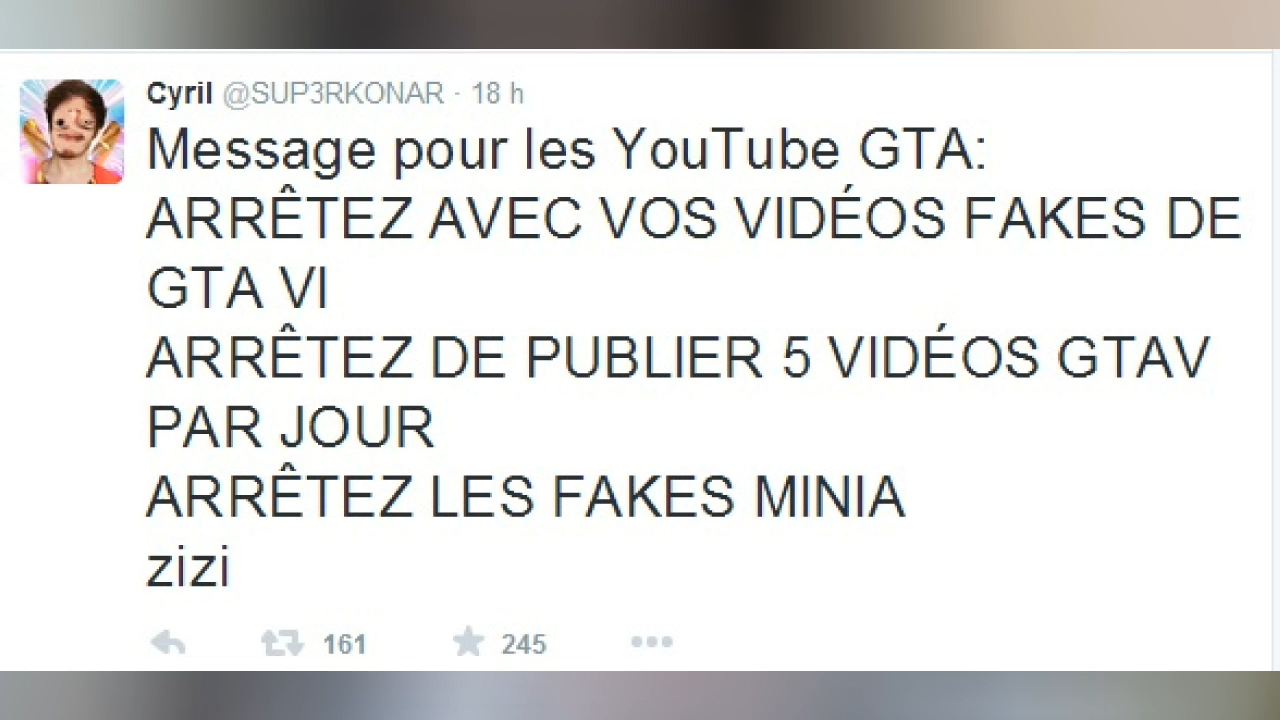 Cyril @SUP3RKONAR · 18 h
Message pour les YouTube GTA:
ARRÊTEZ AVEC VOS VIDÉOS FAKES DE
GTA VI
ARRÊTEZ DE PUBLIER 5 VIDÉOS GTAV
PAR JOUR
ARRÊTEZ LES FAKES MINIA
zizi
161 245